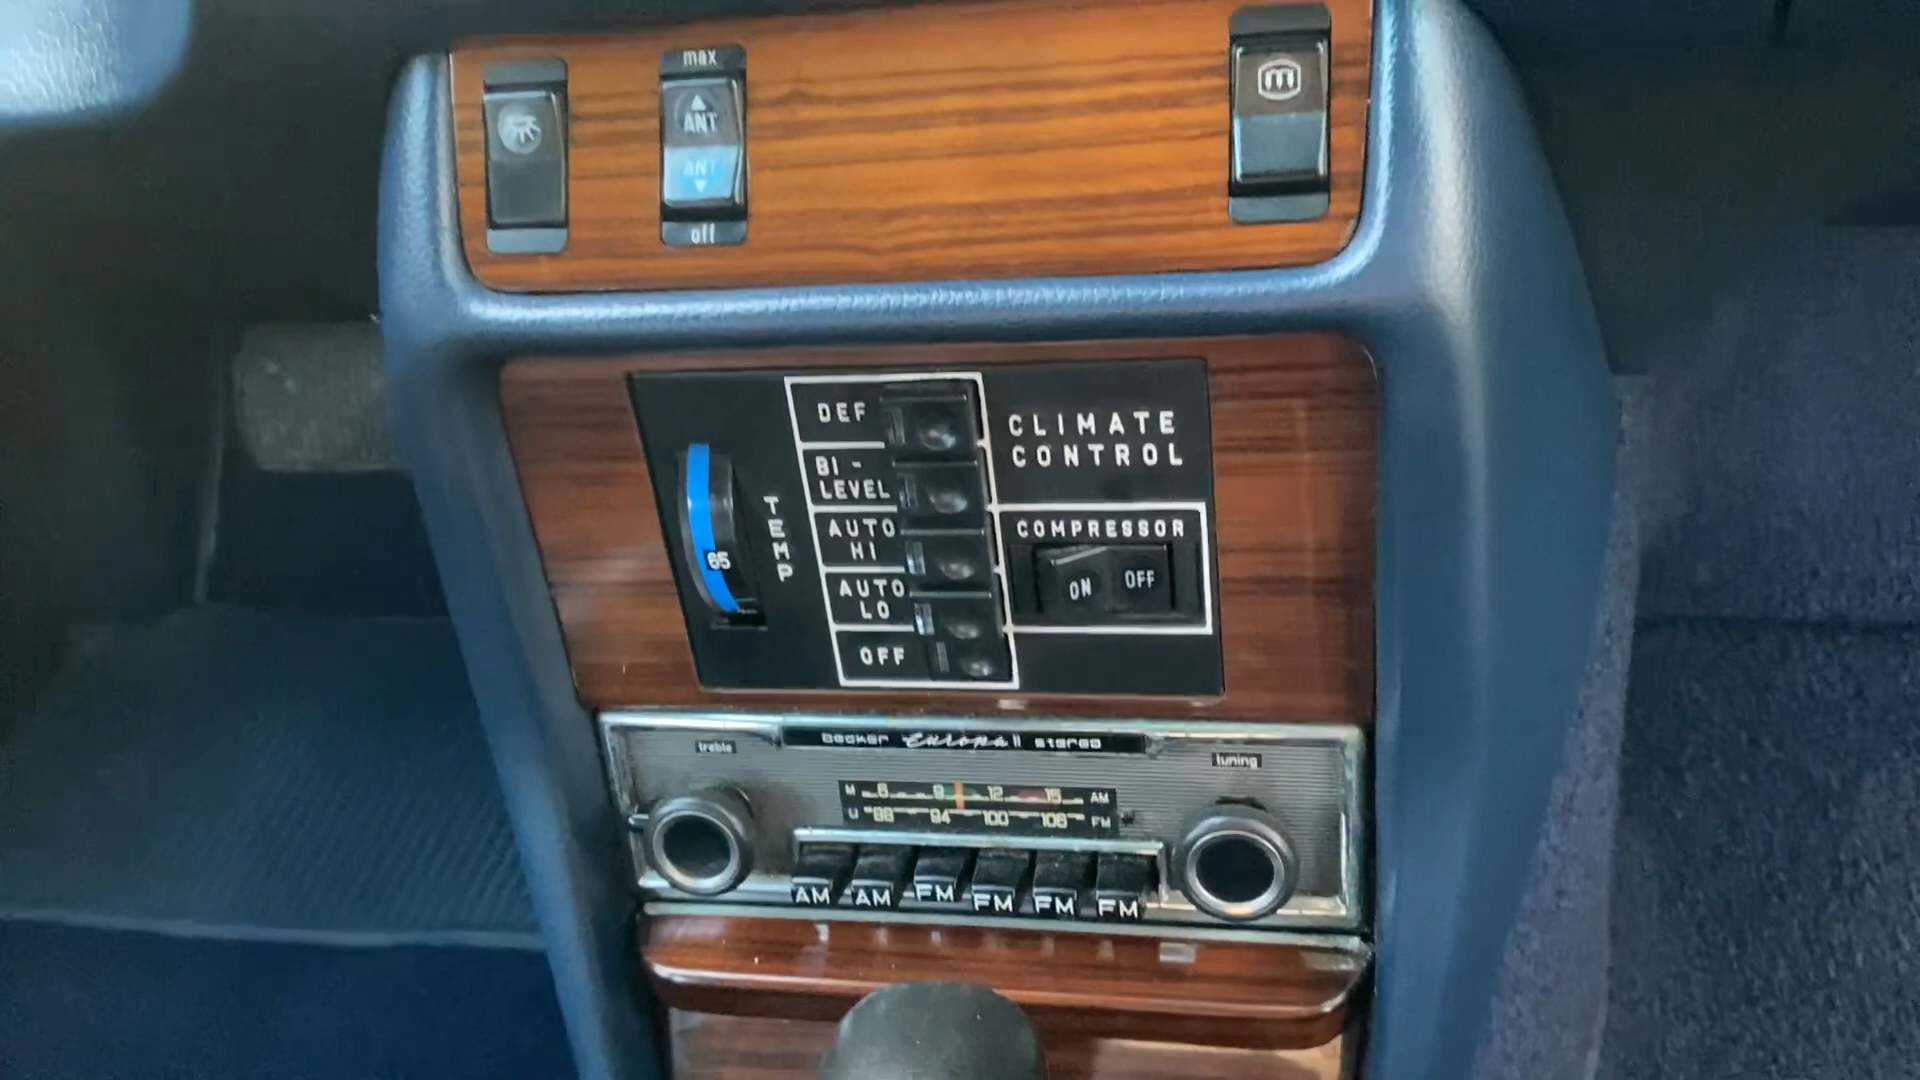 max
ANT
ANT
off
DEF
BI-
LEVEL
AUTO
HI
AUTO
LO
OFF
TEMP
65
CLIMATE
CONTROL
COMPRESSOR
ON OFF
becker Europa II stereo
treble
tuning
M 6 9 12 15 AM
U 88 94 100 106 FM
AM AM FM FM FM FM